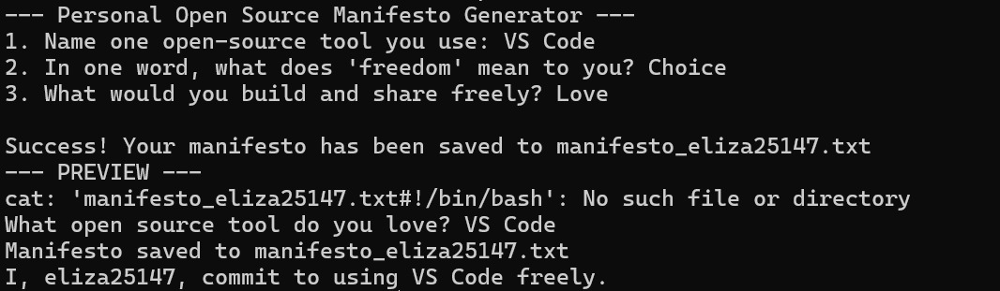 --- Personal Open Source Manifesto Generator ---
1. Name one open-source tool you use: VS Code
2. In one word, what does 'freedom' mean to you? Choice
3. What would you build and share freely? Love
Success! Your manifesto has been saved to manifesto_eliza25147.txt
--- PREVIEW ---
cat: 'manifesto_eliza25147.txt#!/bin/bash': No such file or directory
What open source tool do you love? VS Code
Manifesto saved to manifesto_eliza25147.txt
I, eliza25147, commit to using VS Code freely.